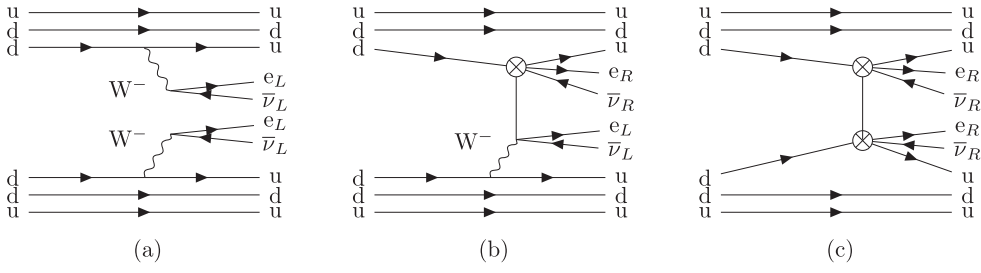 u u
d d
d u
W⁻ e_L
ν̄_L
W⁻ e_L
ν̄_L
d u
d d
u u
(a)
u u
d d
d u
e_R
ν̄_R
e_L
W⁻ ν̄_L
d u
d d
u u
(b)
u u
d d
d u
e_R
ν̄_R
e_R
ν̄_R
d u
d d
u u
(c)